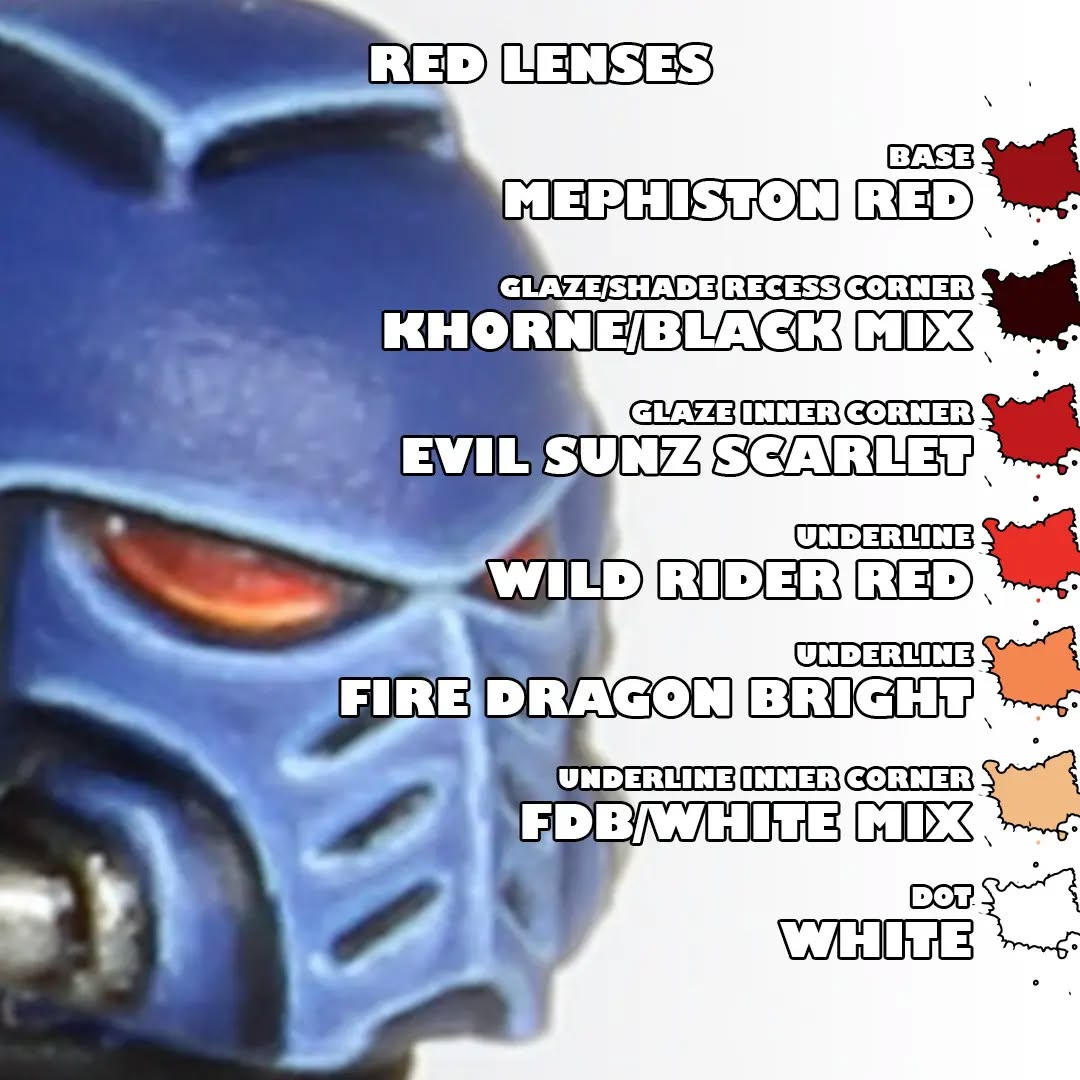 RED LENSES
BASE
MEPHISTON RED
GLAZE/SHADE RECESS CORNER
KHORNE/BLACK MIX
GLAZE INNER CORNER
EVIL SUNZ SCARLET
UNDERLINE
WILD RIDER RED
UNDERLINE
FIRE DRAGON BRIGHT
UNDERLINE INNER CORNER
FDB/WHITE MIX
DOT
WHITE